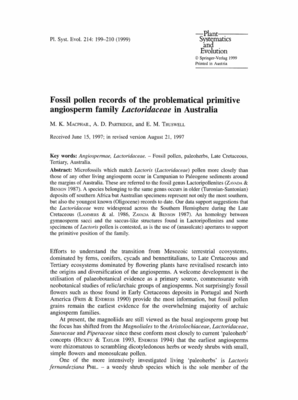 Pl. Syst. Evol. 214: 199–210 (1999)
Plant
Systematics
and
Evolution
© Springer-Verlag 1999
Printed in Austria
Fossil pollen records of the problematical primitive
angiosperm family Lactoridaceae in Australia
M. K. Macphail, A. D. Partridge, and E. M. Truswell
Received June 15, 1997; in revised version August 21, 1997
Key words: Angiospermae, Lactoridaceae. – Fossil pollen, paleoherbs, Late Cretaceous,
Tertiary, Australia.
Abstract: Microfossils which match Lactoris (Lactoridaceae) pollen more closely than
those of any other living angiosperm occur in Campanian to Paleogene sediments around
the margins of Australia. These are referred to the fossil genus Lactoripollenites (Zavada &
Benson 1987). A species belonging to the same genus occurs in older (Turonian-Santonian)
deposits off southern Africa but Australian specimens represent not only the most southern,
but also the youngest known (Oligocene) records to date. Our data support suggestions that
the Lactoridaceae were widespread across the Southern Hemisphere during the Late
Cretaceous (Lammers & al. 1986, Zavada & Benson 1987). An homology between
gymnosperm sacci and the saccus-like structures found in Lactoripollenites and some
specimens of Lactoris pollen is contested, as is the use of (unasaccate) apertures to support
the primitive position of the family.
Efforts to understand the transition from Mesozoic terrestrial ecosystems,
dominated by ferns, conifers, cycads and bennettitaleans, to Late Cretaceous and
Tertiary ecosystems dominated by flowering plants have revitalised research into
the origins and diversification of the angiosperms. A welcome development is the
utilisation of palaeobotanical evidence as a primary source, commensurate with
neobotanical studies of relic/archaic groups of angiosperms. Not surprisingly fossil
flowers such as those found in Early Cretaceous deposits in Portugal and North
America (Friis & Endress 1990) provide the most information, but fossil pollen
grains remain the earliest evidence for the overwhelming majority of archaic
angiosperm families.
At present, the magnoliids are still viewed as the basal angiosperm group but
the focus has shifted from the Magnoliales to the Aristolochiaceae, Lactoridaceae,
Saururaceae and Piperaceae since these conform most closely to current 'paleoherb'
concepts (Hickey & Taylor 1993, Endress 1994) that the earliest angiosperms
were rhizomatous to scrambling dicotyledonous herbs or weedy shrubs with small,
simple flowers and monosulcate pollen.
One of the more intensively investigated living 'paleoherbs' is Lactoris
fernandeziana Phil. – a weedy shrub species which is the sole member of the